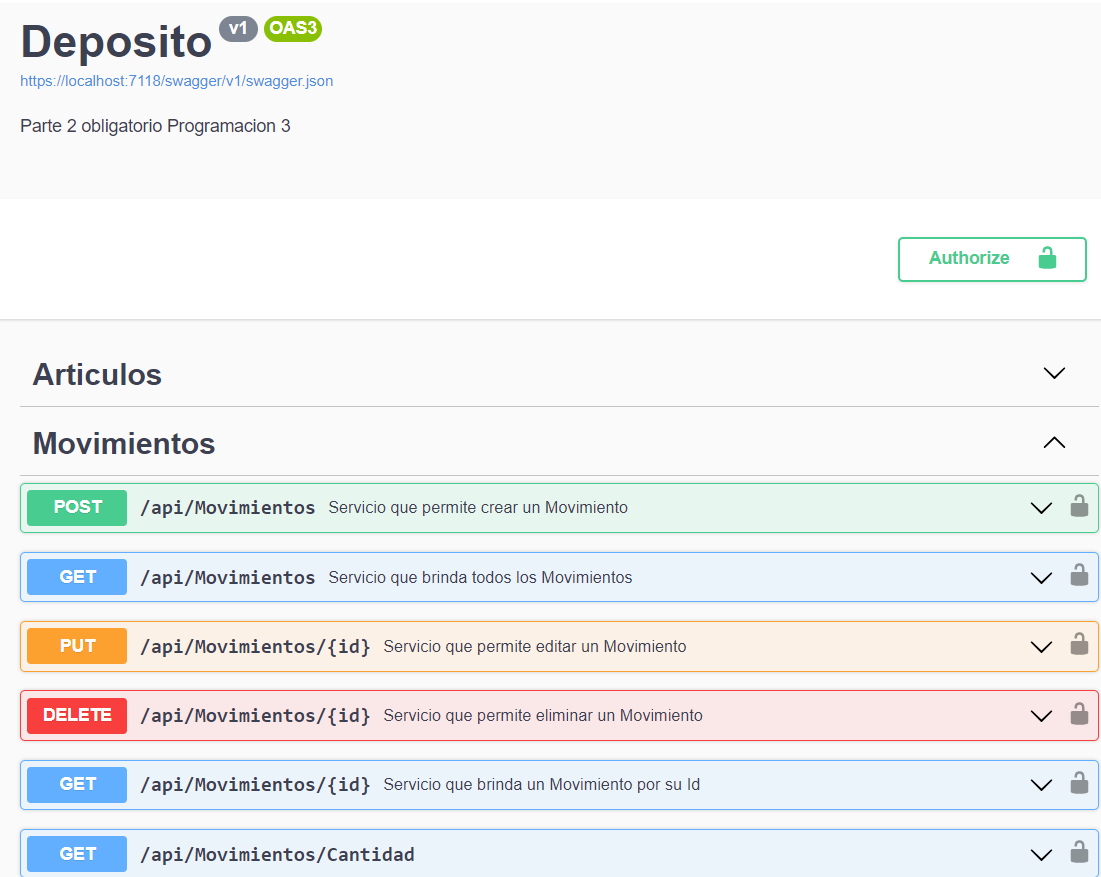 Deposito v1 OAS3
https://localhost:7118/swagger/v1/swagger.json
Parte 2 obligatorio Programacion 3
Authorize
Articulos
Movimientos
POST /api/Movimientos Servicio que permite crear un Movimiento
GET /api/Movimientos Servicio que brinda todos los Movimientos
PUT /api/Movimientos/{id} Servicio que permite editar un Movimiento
DELETE /api/Movimientos/{id} Servicio que permite eliminar un Movimiento
GET /api/Movimientos/{id} Servicio que brinda un Movimiento por su Id
GET /api/Movimientos/Cantidad